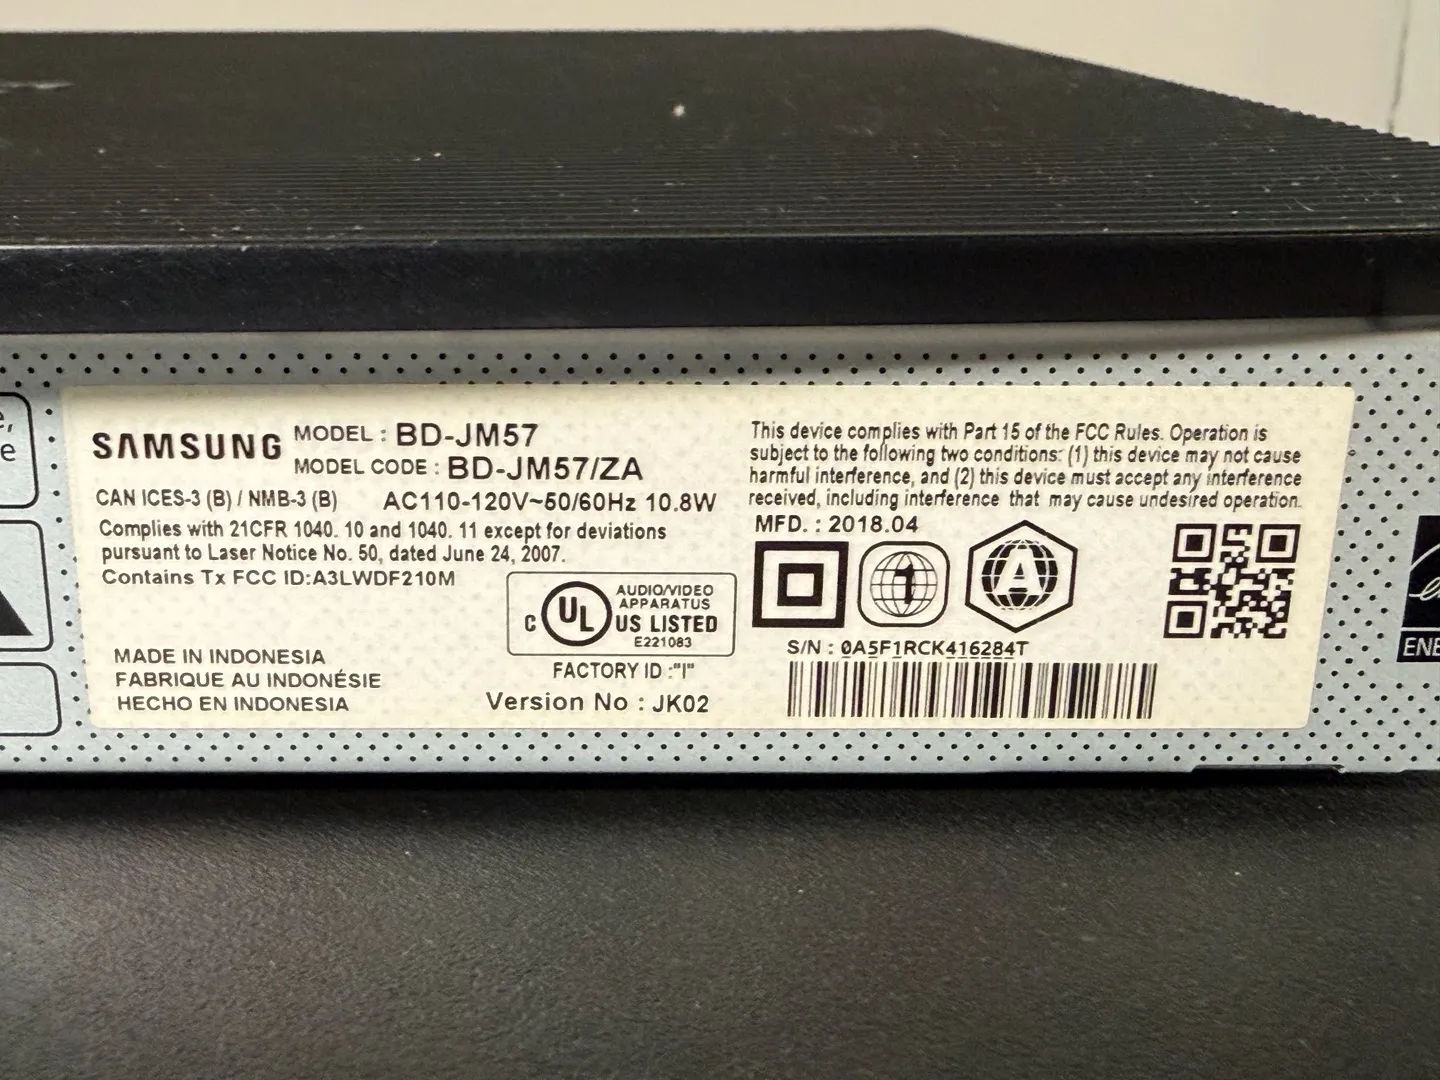 e,
e
SAMSUNG
MODEL : BD-JM57
MODEL CODE : BD-JM57/ZA
CAN ICES-3 (B) / NMB-3 (B) AC110-120V~50/60Hz 10.8W
Complies with 21CFR 1040. 10 and 1040. 11 except for deviations
pursuant to Laser Notice No. 50, dated June 24, 2007.
Contains Tx FCC ID:A3LWDF210M
C UL US LISTED
AUDIO/VIDEO
APPARATUS
E221083
MADE IN INDONESIA
FABRIQUE AU INDONÉSIE
HECHO EN INDONESIA
FACTORY ID :"I"
Version No : JK02
This device complies with Part 15 of the FCC Rules. Operation is
subject to the following two conditions: (1) this device may not cause
harmful interference, and (2) this device must accept any interference
received, including interference that may cause undesired operation.
MFD. : 2018.04
1
A
S/N : 0A5F1RCK416284T
ENE